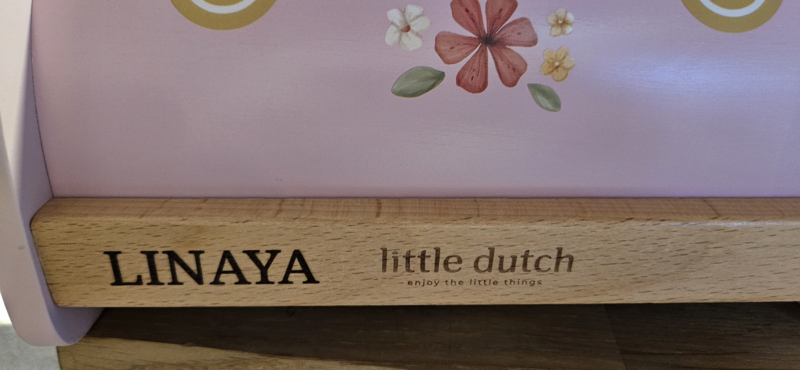 LINAYA
little dutch
enjoy the little things